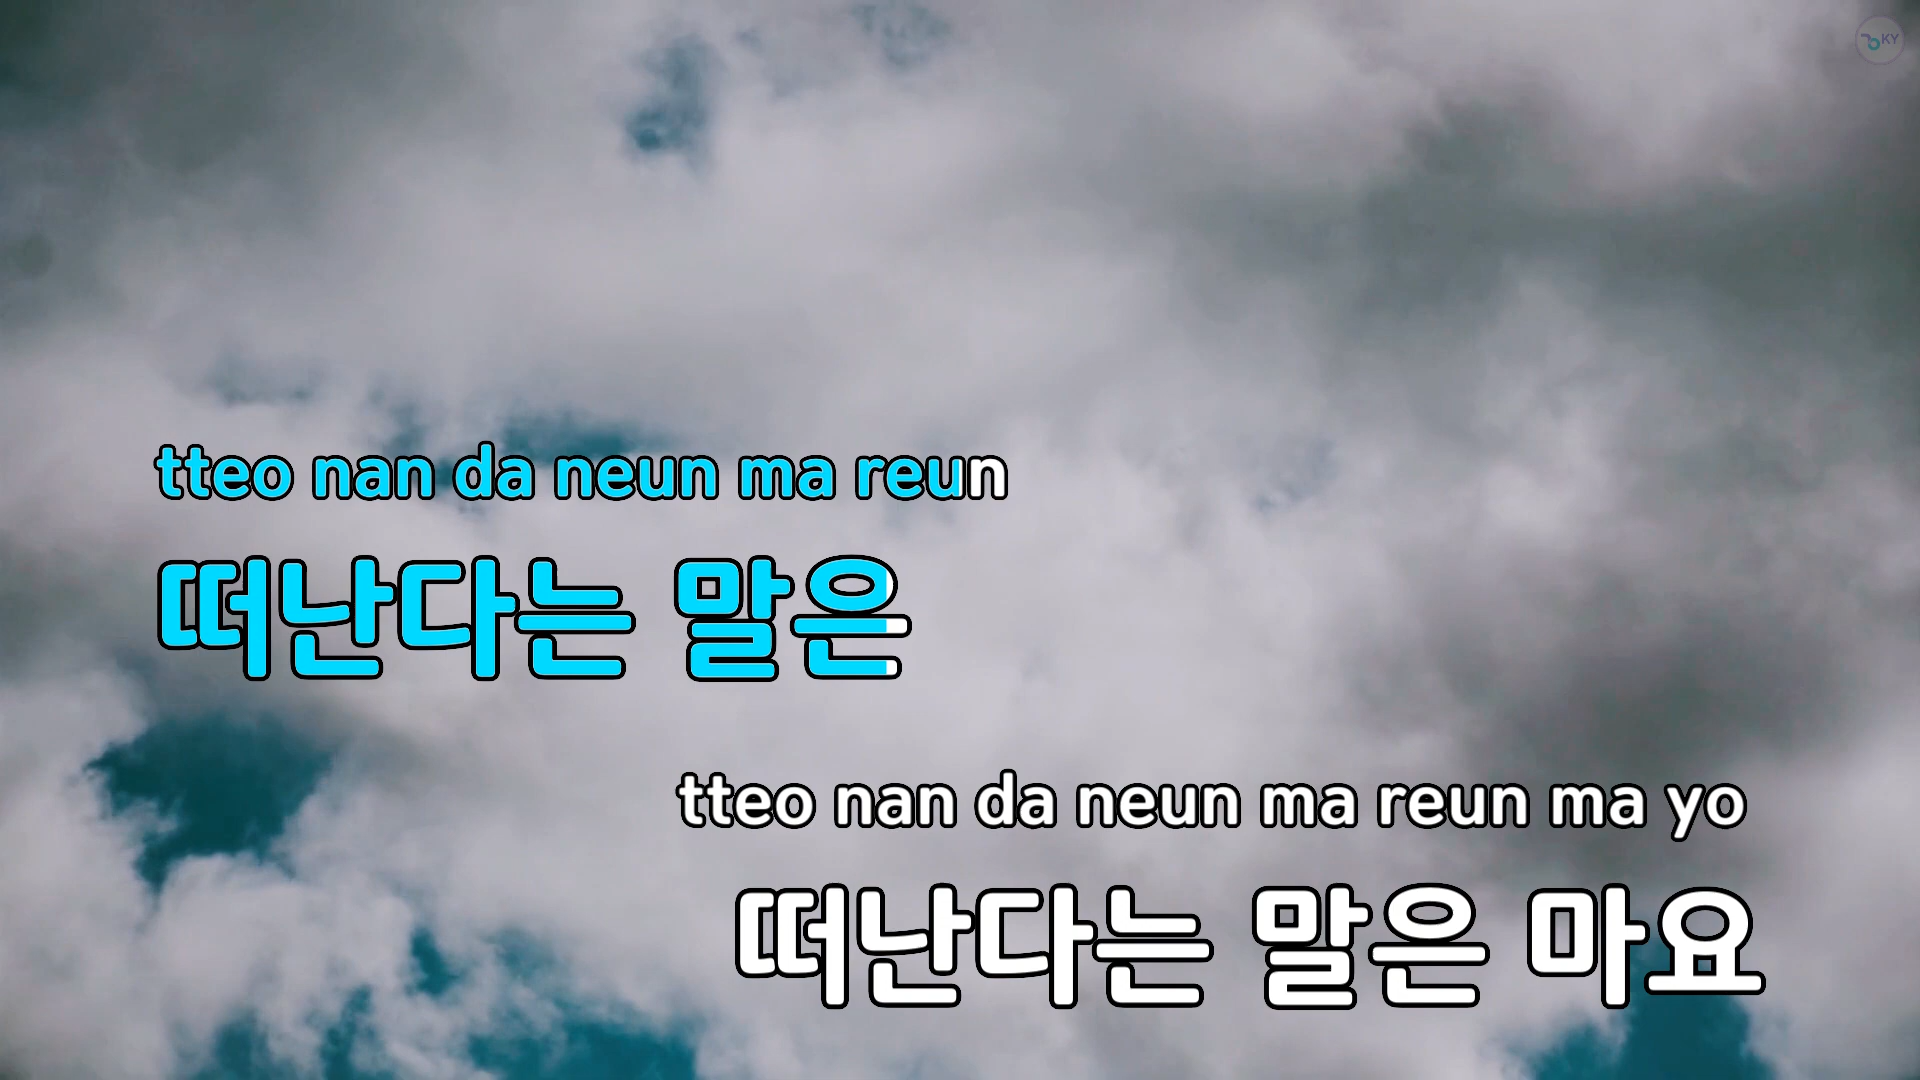 KY
tteo nan da neun ma reun
떠난다는 말은
tteo nan da neun ma reun ma yo
떠난다는 말은 마요